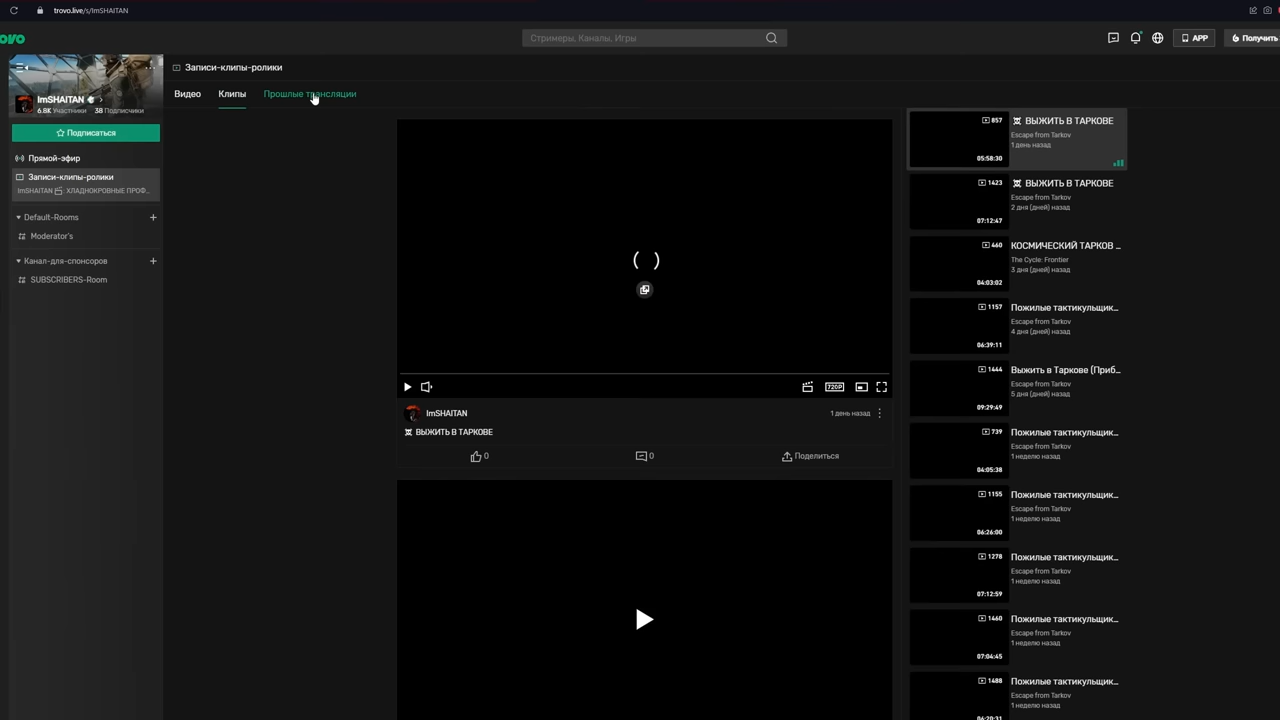 trovo.live/s/ImSHAITAN
ovo
Стримеры, Каналы, Игры
APP
Получить
ImSHAITAN
6.8K Участники 38 Подписчики
Подписаться
Прямой-эфир
Записи-клипы-ролики
ImSHAITAN ХЛАДНОКРОВНЫЕ ПРОФ...
Default-Rooms
Moderator's
Канал-для-спонсоров
SUBSCRIBERS-Room
Записи-клипы-ролики
Видео
Клипы
Прошлые трансляции
720P
ImSHAITAN
1 день назад
ВЫЖИТЬ В ТАРКОВЕ
0
0
Поделиться
857
05:58:30
ВЫЖИТЬ В ТАРКОВЕ
Escape from Tarkov
1 день назад
1423
07:12:47
ВЫЖИТЬ В ТАРКОВЕ
Escape from Tarkov
2 дня (дней) назад
460
04:03:02
КОСМИЧЕСКИЙ ТАРКОВ ...
The Cycle: Frontier
3 дня (дней) назад
1157
06:39:11
Пожилые тактикульщик...
Escape from Tarkov
4 дня (дней) назад
1444
09:29:49
Выжить в Таркове (Приб...
Escape from Tarkov
5 дня (дней) назад
739
04:05:38
Пожилые тактикульщик...
Escape from Tarkov
1 неделю назад
1155
06:26:00
Пожилые тактикульщик...
Escape from Tarkov
1 неделю назад
1278
07:12:59
Пожилые тактикульщик...
Escape from Tarkov
1 неделю назад
1460
07:04:45
Пожилые тактикульщик...
Escape from Tarkov
1 неделю назад
1488
06:20:31
Пожилые тактикульщик...
Escape from Tarkov
1 неделю назад